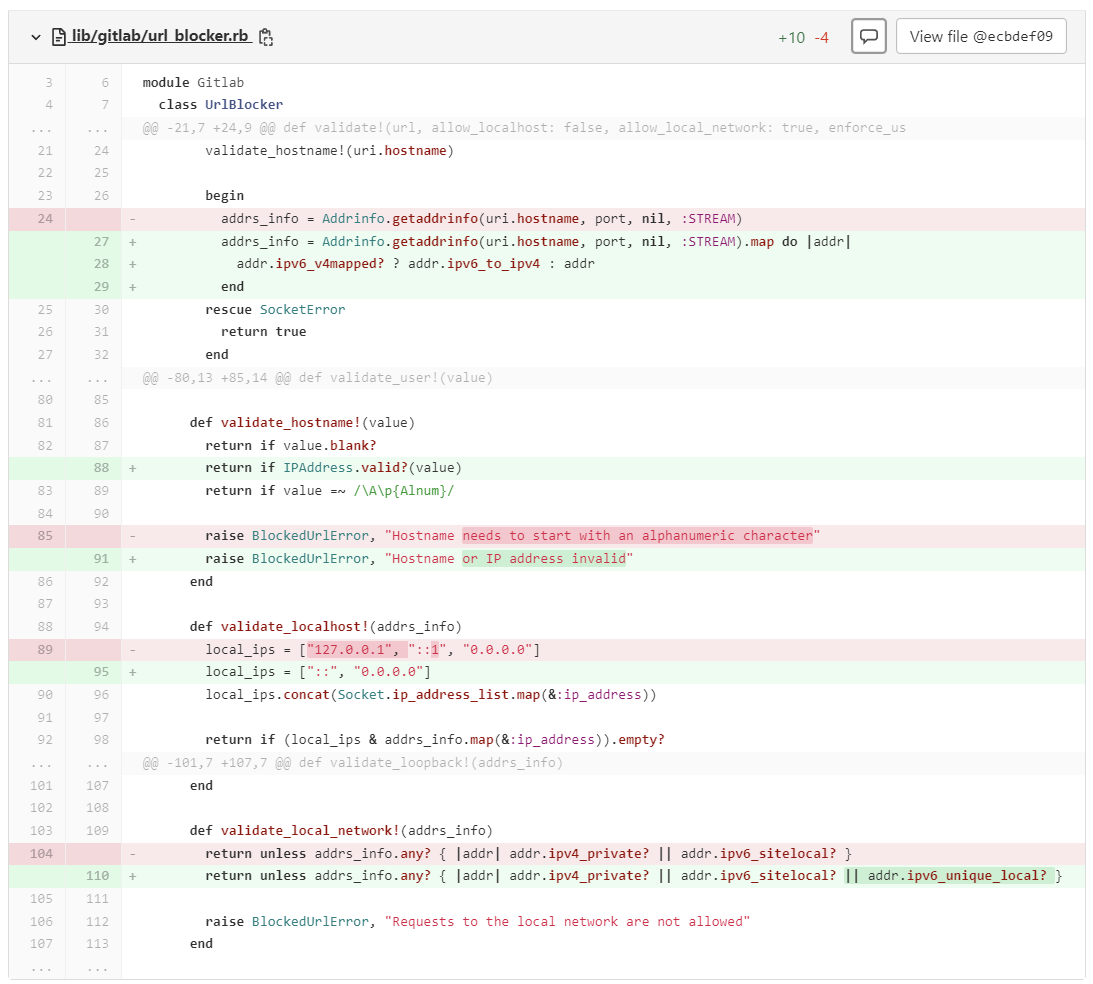 lib/gitlab/url_blocker.rb +10 -4 View file @ecbdef09
3 6 module Gitlab
4 7 class UrlBlocker
... ... @@ -21,7 +24,9 @@ def validate!(url, allow_localhost: false, allow_local_network: true, enforce_us
21 24 validate_hostname!(uri.hostname)
22 25
23 26 begin
24 - addrs_info = Addrinfo.getaddrinfo(uri.hostname, port, nil, :STREAM)
27 + addrs_info = Addrinfo.getaddrinfo(uri.hostname, port, nil, :STREAM).map do |addr|
28 + addr.ipv6_v4mapped? ? addr.ipv6_to_ipv4 : addr
29 + end
25 30 rescue SocketError
26 31 return true
27 32 end
... ... @@ -80,13 +85,14 @@ def validate_user!(value)
80 85
81 86 def validate_hostname!(value)
82 87 return if value.blank?
88 + return if IPAddress.valid?(value)
83 89 return if value =~ /\A\p{Alnum}/
84 90
85 - raise BlockedUrlError, "Hostname needs to start with an alphanumeric character"
91 + raise BlockedUrlError, "Hostname or IP address invalid"
86 92 end
87 93
88 94 def validate_localhost!(addrs_info)
89 - local_ips = ["127.0.0.1", "::1", "0.0.0.0"]
95 + local_ips = ["::", "0.0.0.0"]
90 96 local_ips.concat(Socket.ip_address_list.map(&:ip_address))
91 97
92 98 return if (local_ips & addrs_info.map(&:ip_address)).empty?
... ... @@ -101,7 +107,7 @@ def validate_loopback!(addrs_info)
101 107 end
102 108
103 109 def validate_local_network!(addrs_info)
104 - return unless addrs_info.any? { |addr| addr.ipv4_private? || addr.ipv6_sitelocal? }
110 + return unless addrs_info.any? { |addr| addr.ipv4_private? || addr.ipv6_sitelocal? || addr.ipv6_unique_local? }
105 111
106 112 raise BlockedUrlError, "Requests to the local network are not allowed"
107 113 end
... ...